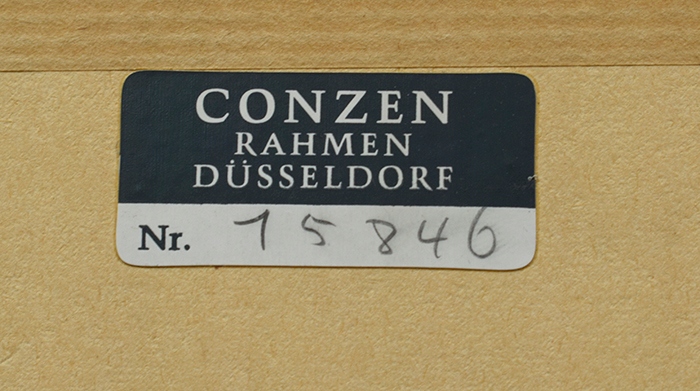 CONZEN
RAHMEN
DÜSSELDORF
Nr. 15846